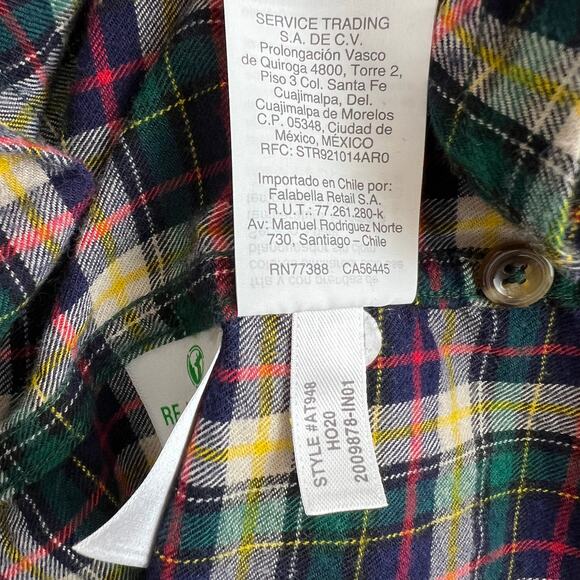 SERVICE TRADING
S.A. DE C.V.
Prolongación Vasco
de Quiroga 4800, Torre 2,
Piso 3 Col. Santa Fe
Cuajimalpa, Del.
Cuajimalpa de Morelos
C.P. 05348, Ciudad de
México, MÉXICO
RFC: STR921014AR0
Importado en Chile por:
Falabella Retail S.A.
R.U.T.: 77.261.280-k
Av: Manuel Rodriguez Norte
730, Santiago – Chile
RN77388 CA56445
STYLE #AT948
HO20
2009878-IN01
RE